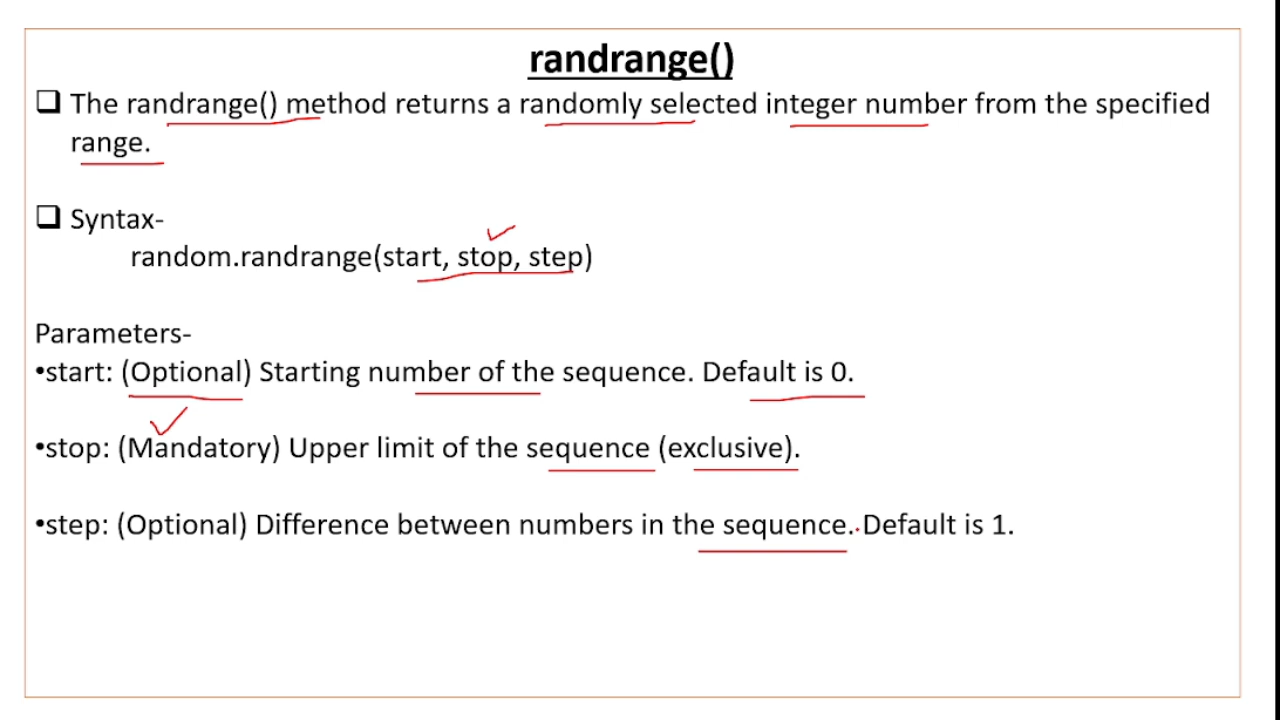 randrange()
❑ The randrange() method returns a randomly selected integer number from the specified
range.
❑ Syntax-
random.randrange(start, stop, step)
Parameters-
•start: (Optional) Starting number of the sequence. Default is 0.
•stop: (Mandatory) Upper limit of the sequence (exclusive).
•step: (Optional) Difference between numbers in the sequence. Default is 1.